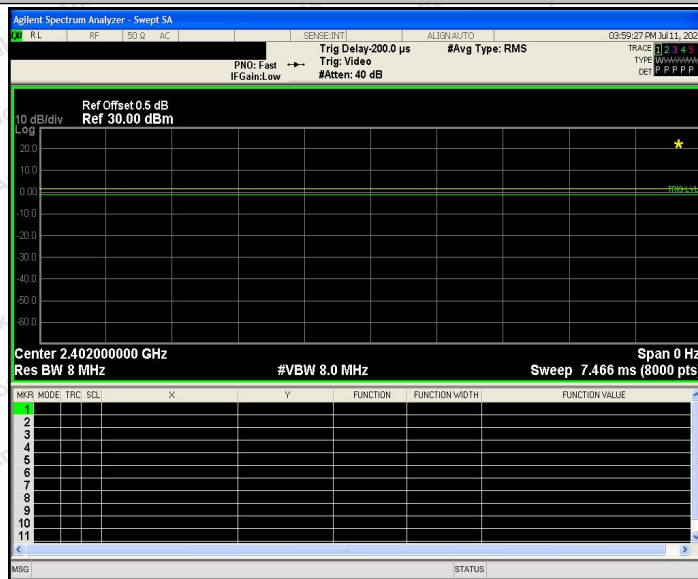 Agilent Spectrum Analyzer - Swept SA
RL RF 50 Ω AC SENSE:INT ALIGN AUTO 03:59:27 PM Jul 11, 202
Trig Delay-200.0 µs #Avg Type: RMS TRACE 1 2 3 4 5
PNO: Fast Trig: Video TYPE
IFGain:Low #Atten: 40 dB DET P P P P P
Ref Offset 0.5 dB
10 dB/div Ref 30.00 dBm
Log
20.0
10.0
0.00
TRIG LVL
-10.0
-20.0
-30.0
-40.0
-50.0
-60.0
Center 2.402000000 GHz Span 0 Hz
Res BW 8 MHz #VBW 8.0 MHz Sweep 7.466 ms (8000 pts
MKR MODE TRC SCL X Y FUNCTION FUNCTION WIDTH FUNCTION VALUE
1
2
3
4
5
6
7
8
9
10
11
MSG STATUS